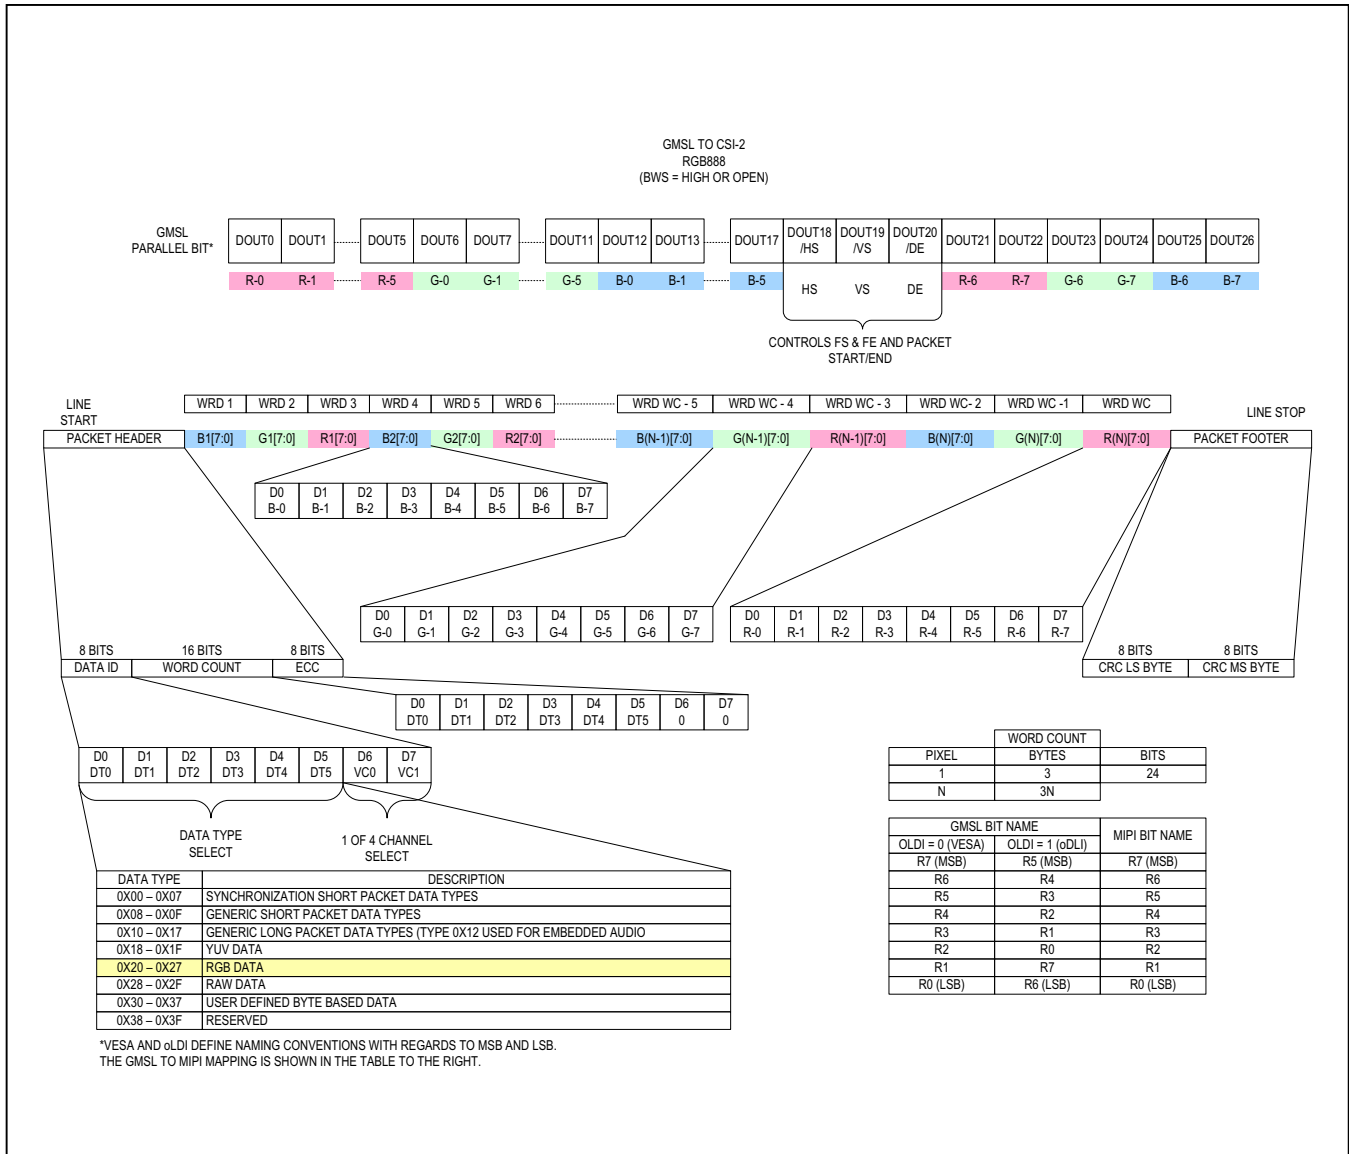 GMSL TO CSI-2
RGB888
(BWS = HIGH OR OPEN)
GMSL
PARALLEL BIT*
DOUT0 DOUT1 DOUT5 DOUT6 DOUT7 DOUT11 DOUT12 DOUT13 DOUT17 DOUT18 /HS DOUT19 /VS DOUT20 /DE DOUT21 DOUT22 DOUT23 DOUT24 DOUT25 DOUT26
R-0 R-1 R-5 G-0 G-1 G-5 B-0 B-1 B-5 HS VS DE R-6 R-7 G-6 G-7 B-6 B-7
CONTROLS FS & FE AND PACKET
START/END
LINE
START
WRD 1 WRD 2 WRD 3 WRD 4 WRD 5 WRD 6 WRD WC - 5 WRD WC - 4 WRD WC - 3 WRD WC- 2 WRD WC -1 WRD WC
LINE STOP
PACKET HEADER B1[7:0] G1[7:0] R1[7:0] B2[7:0] G2[7:0] R2[7:0] B(N-1)[7:0] G(N-1)[7:0] R(N-1)[7:0] B(N)[7:0] G(N)[7:0] R(N)[7:0] PACKET FOOTER
D0 D1 D2 D3 D4 D5 D6 D7
B-0 B-1 B-2 B-3 B-4 B-5 B-6 B-7
D0 D1 D2 D3 D4 D5 D6 D7
G-0 G-1 G-2 G-3 G-4 G-5 G-6 G-7
D0 D1 D2 D3 D4 D5 D6 D7
R-0 R-1 R-2 R-3 R-4 R-5 R-6 R-7
8 BITS 16 BITS 8 BITS
DATA ID WORD COUNT ECC
8 BITS 8 BITS
CRC LS BYTE CRC MS BYTE
D0 D1 D2 D3 D4 D5 D6 D7
DT0 DT1 DT2 DT3 DT4 DT5 0 0
D0 D1 D2 D3 D4 D5 D6 D7
DT0 DT1 DT2 DT3 DT4 DT5 VC0 VC1
DATA TYPE
SELECT
1 OF 4 CHANNEL
SELECT
WORD COUNT
PIXEL BYTES BITS
1 3 24
N 3N
GMSL BIT NAME MIPI BIT NAME
OLDI = 0 (VESA) OLDI = 1 (oDLI)
R7 (MSB) R5 (MSB) R7 (MSB)
R6 R4 R6
R5 R3 R5
R4 R2 R4
R3 R1 R3
R2 R0 R2
R1 R7 R1
R0 (LSB) R6 (LSB) R0 (LSB)
DATA TYPE DESCRIPTION
0X00 – 0X07 SYNCHRONIZATION SHORT PACKET DATA TYPES
0X08 – 0X0F GENERIC SHORT PACKET DATA TYPES
0X10 – 0X17 GENERIC LONG PACKET DATA TYPES (TYPE 0X12 USED FOR EMBEDDED AUDIO
0X18 – 0X1F YUV DATA
0X20 – 0X27 RGB DATA
0X28 – 0X2F RAW DATA
0X30 – 0X37 USER DEFINED BYTE BASED DATA
0X38 – 0X3F RESERVED
*VESA AND oLDI DEFINE NAMING CONVENTIONS WITH REGARDS TO MSB AND LSB.
THE GMSL TO MIPI MAPPING IS SHOWN IN THE TABLE TO THE RIGHT.